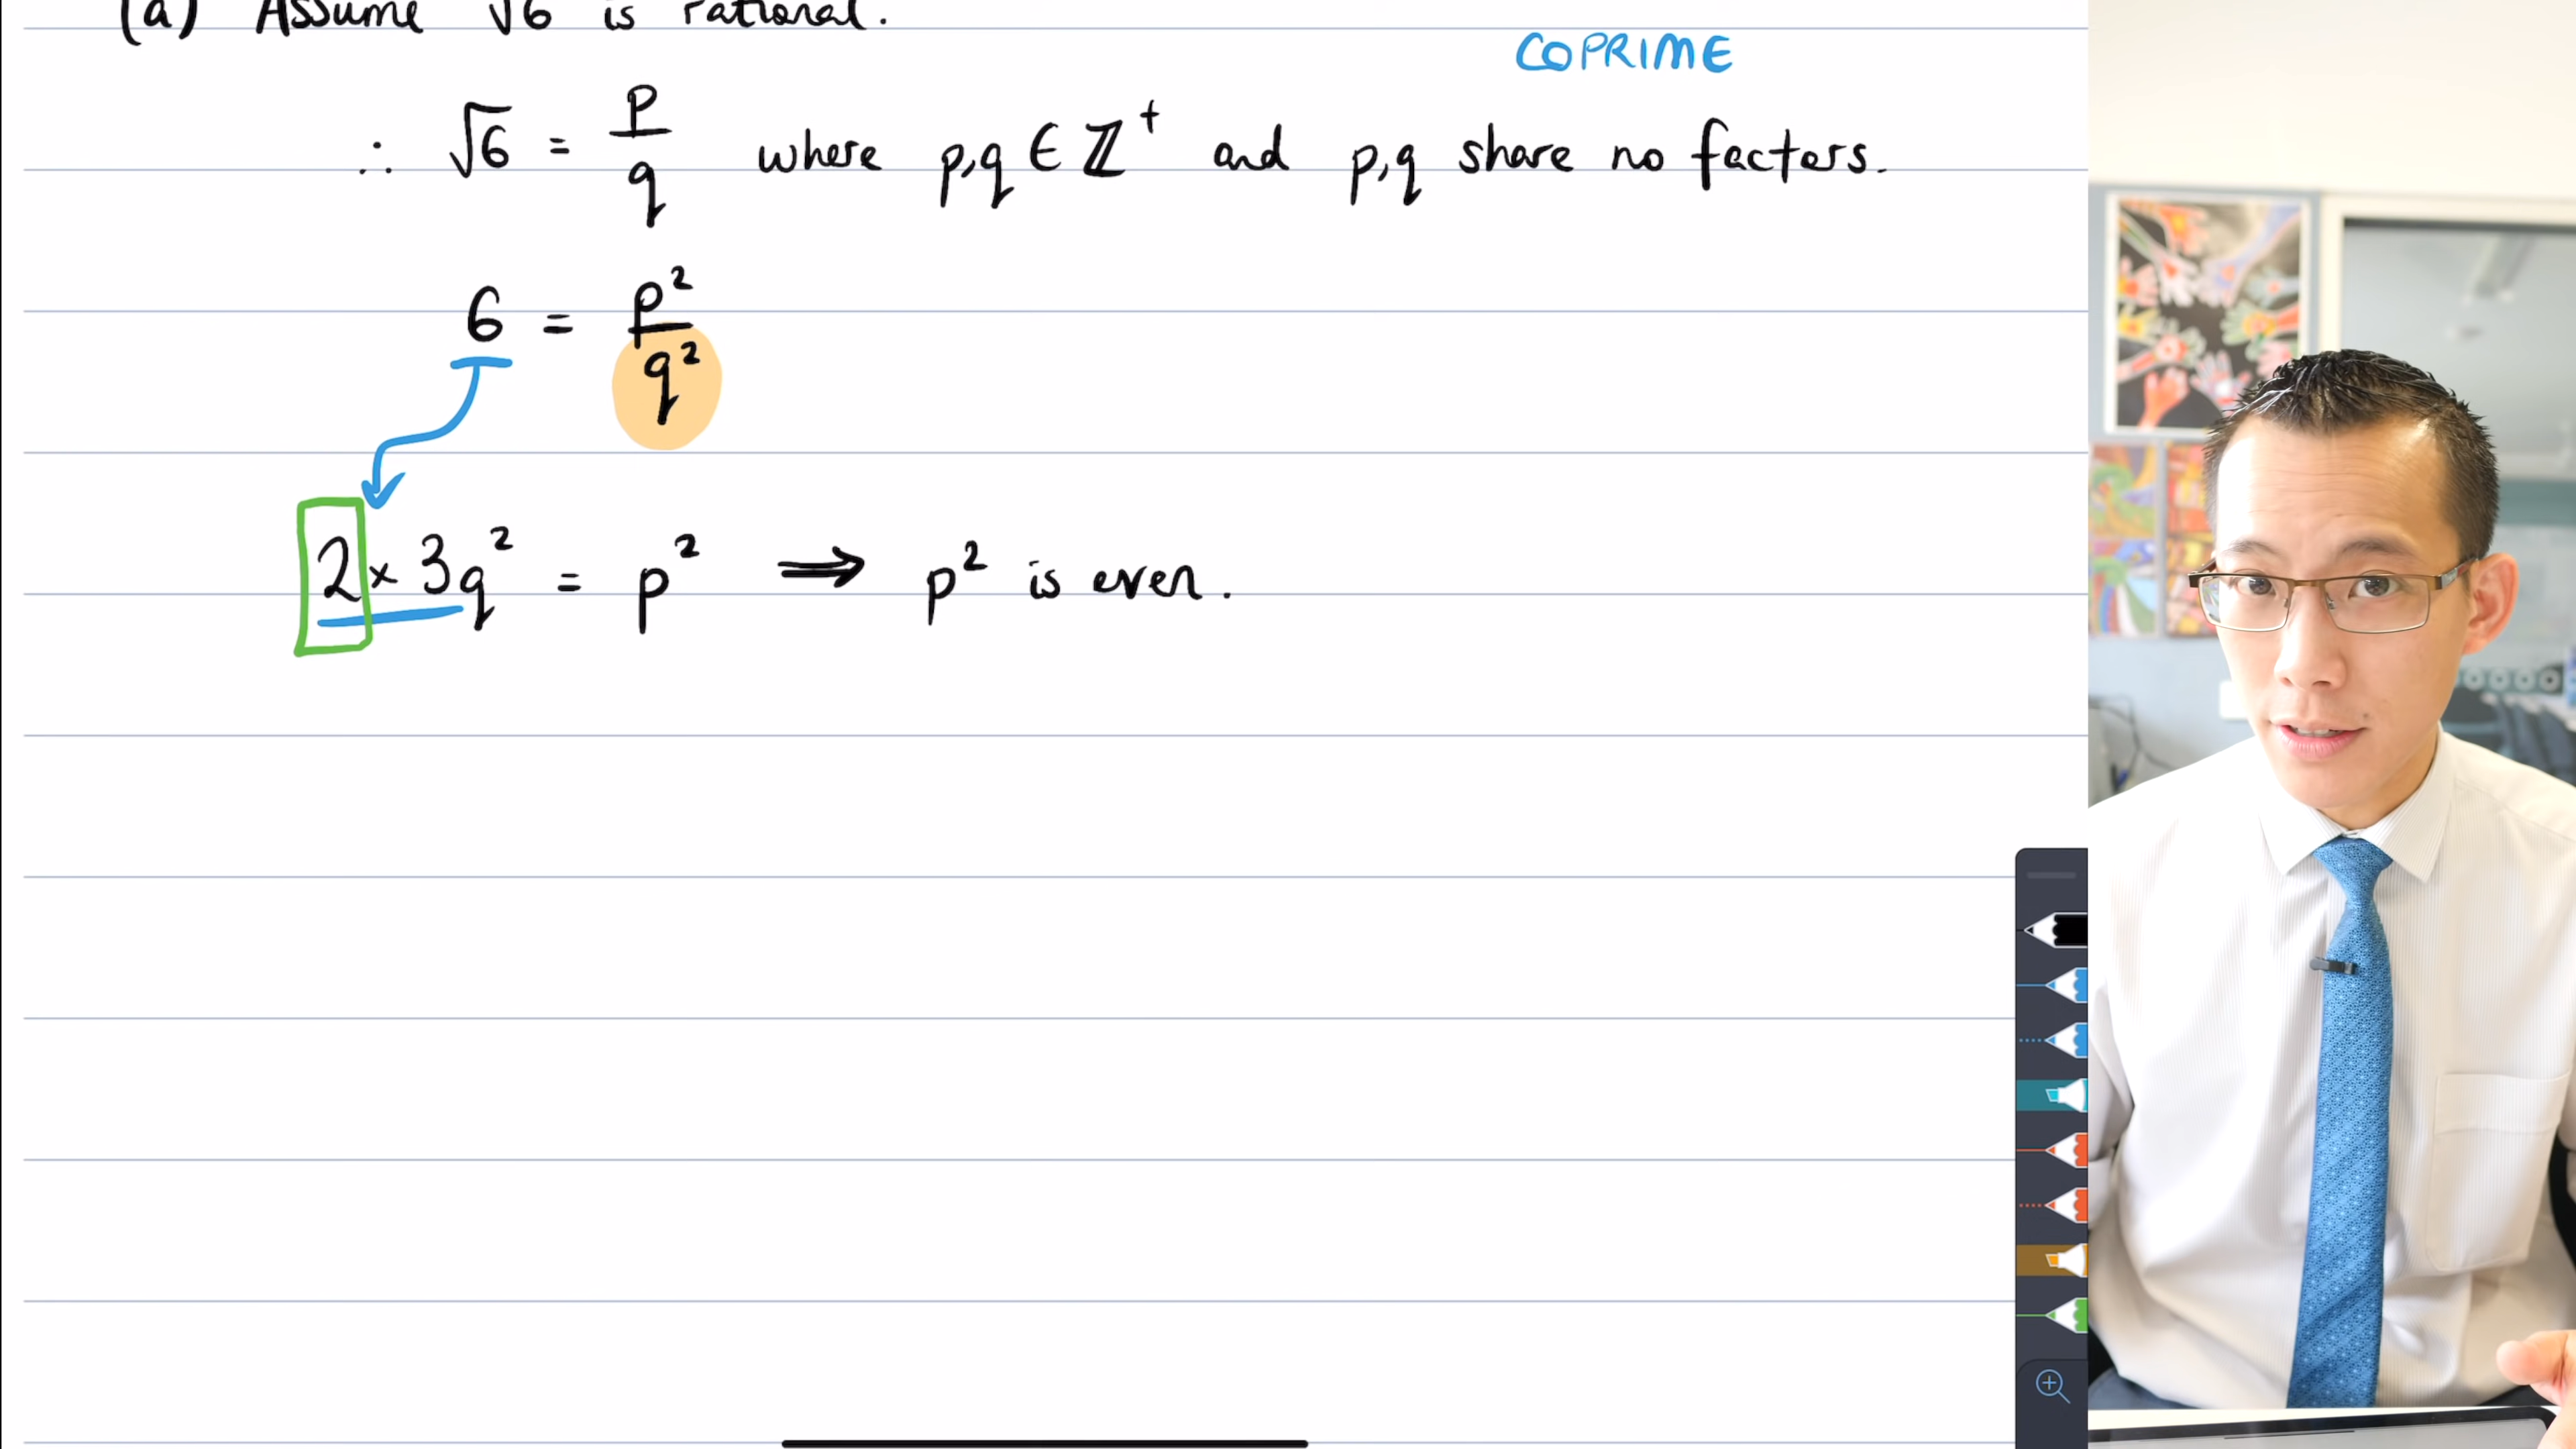 (a) Assume √6 is rational.
COPRIME
∴ √6 = p/q where p,q ∈ ℤ⁺ and p,q share no factors.
6 = p²/q²
2 × 3q² = p² ⟹ p² is even.